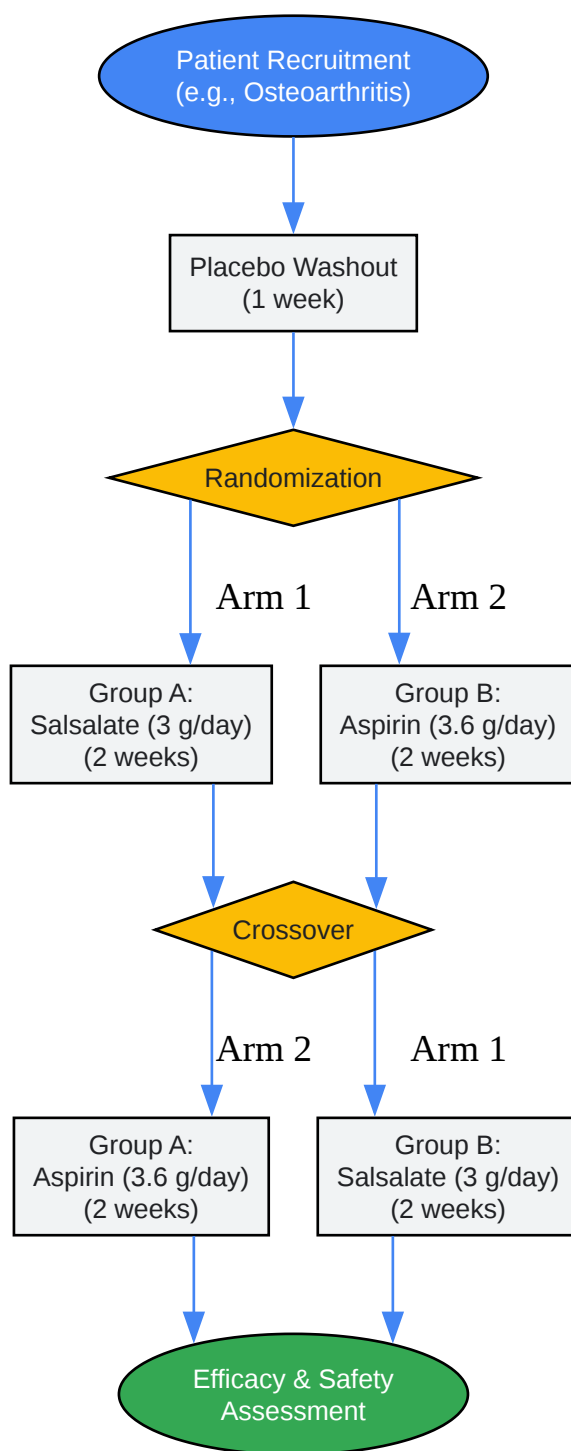 Patient Recruitment
(e.g., Osteoarthritis)
Placebo Washout
(1 week)
Randomization
Arm 1
Arm 2
Group A:
Salsalate (3 g/day)
(2 weeks)
Group B:
Aspirin (3.6 g/day)
(2 weeks)
Crossover
Arm 2
Arm 1
Group A:
Aspirin (3.6 g/day)
(2 weeks)
Group B:
Salsalate (3 g/day)
(2 weeks)
Efficacy & Safety
Assessment